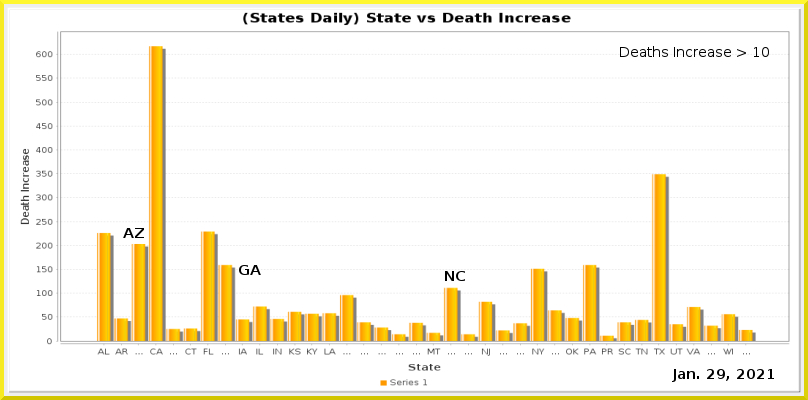 (States Daily) State vs Death Increase
Deaths Increase > 10
Death Increase
600
550
500
450
400
350
300
250
200
150
100
50
0
AZ
GA
NC
AL AR ... CA ... CT FL ... IA IL IN KS KY LA ... ... ... ... ... MT ... ... NJ ... ... NY ... OK PA PR SC TN TX UT VA ... WI ...
State
Series 1
Jan. 29, 2021